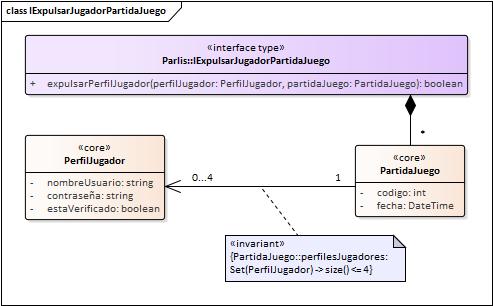 class IExpulsarJugadorPartidaJuego
«interface type»
Parlis::IExpulsarJugadorPartidaJuego
+ expulsarPerfilJugador(perfilJugador: PerfilJugador, partidaJuego: PartidaJuego): boolean
*
«core»
PerfilJugador
- nombreUsuario: string
- contraseña: string
- estaVerificado: boolean
0...4
1
«core»
PartidaJuego
- codigo: int
- fecha: DateTime
«invariant»
{PartidaJuego::perfilesJugadores:
Set(PerfilJugador) -> size() <= 4}